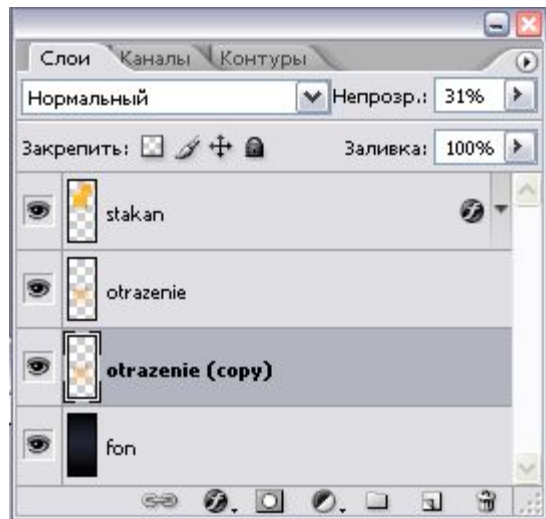 Слои Каналы Контуры
Нормальный Непрозр.: 31%
Закрепить: Заливка: 100%
stakan
otrazenie
otrazenie (copy)
fon